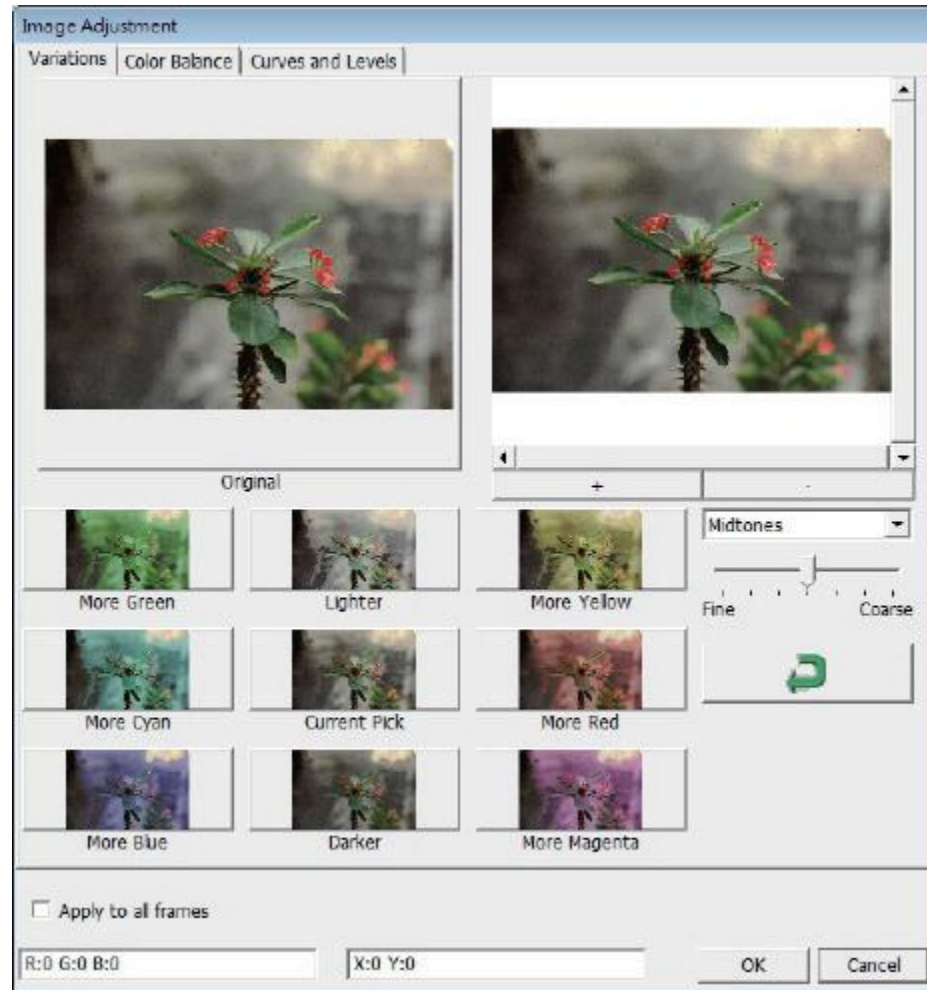 Image Adjustment
Variations Color Balance Curves and Levels
Original
+ -
Midtones
Fine Coarse
More Green Lighter More Yellow
More Cyan Current Pick More Red
More Blue Darker More Magenta
Apply to all frames
R:0 G:0 B:0 X:0 Y:0 OK Cancel